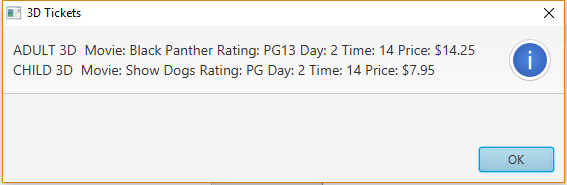 3D Tickets
ADULT 3D  Movie: Black Panther Rating: PG13 Day: 2 Time: 14 Price: $14.25
CHILD 3D  Movie: Show Dogs Rating: PG Day: 2 Time: 14 Price: $7.95
i
OK